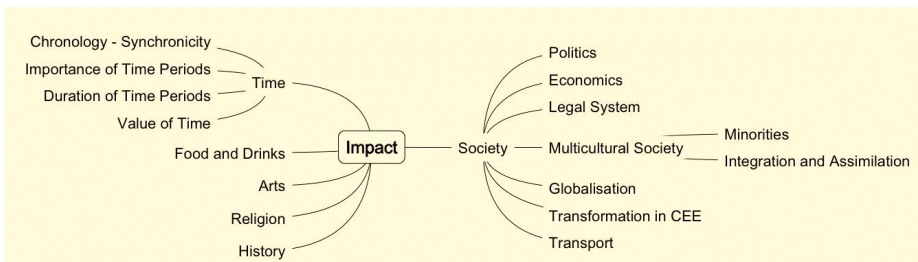 Chronology - Synchronicity
Importance of Time Periods
Duration of Time Periods
Value of Time
Time
Food and Drinks
Arts
Religion
History
Impact
Society
Politics
Economics
Legal System
Multicultural Society
Minorities
Integration and Assimilation
Globalisation
Transformation in CEE
Transport